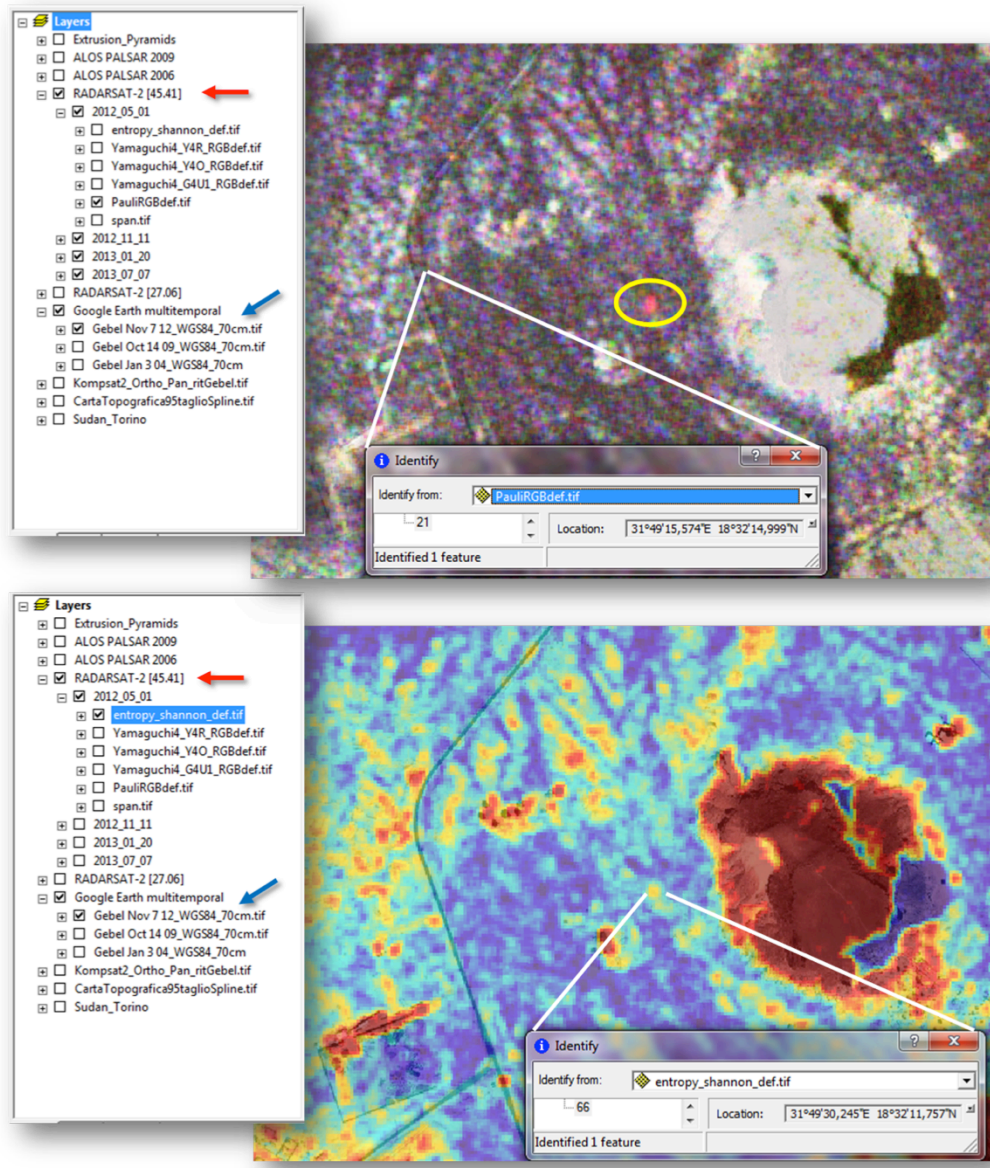 Layers
Extrusion_Pyramids
ALOS PALSAR 2009
ALOS PALSAR 2006
RADARSAT-2 [45.41]
2012_05_01
entropy_shannon_def.tif
Yamaguchi4_Y4R_RGBdef.tif
Yamaguchi4_Y4O_RGBdef.tif
Yamaguchi4_G4U1_RGBdef.tif
PauliRGBdef.tif
span.tif
2012_11_11
2013_01_20
2013_07_07
RADARSAT-2 [27.06]
Google Earth multitemporal
Gebel Nov 7 12_WGS84_70cm.tif
Gebel Oct 14 09_WGS84_70cm.tif
Gebel Jan 3 04_WGS84_70cm
Kompsat2_Ortho_Pan_ritGebel.tif
CartaTopografica95taglioSpline.tif
Sudan_Torino
Identify
Identify from: PauliRGBdef.tif
21
Location: 31°49'15,574"E 18°32'14,999"N
Identified 1 feature
Layers
Extrusion_Pyramids
ALOS PALSAR 2009
ALOS PALSAR 2006
RADARSAT-2 [45.41]
2012_05_01
entropy_shannon_def.tif
Yamaguchi4_Y4R_RGBdef.tif
Yamaguchi4_Y4O_RGBdef.tif
Yamaguchi4_G4U1_RGBdef.tif
PauliRGBdef.tif
span.tif
2012_11_11
2013_01_20
2013_07_07
RADARSAT-2 [27.06]
Google Earth multitemporal
Gebel Nov 7 12_WGS84_70cm.tif
Gebel Oct 14 09_WGS84_70cm.tif
Gebel Jan 3 04_WGS84_70cm
Kompsat2_Ortho_Pan_ritGebel.tif
CartaTopografica95taglioSpline.tif
Sudan_Torino
Identify
Identify from: entropy_shannon_def.tif
66
Location: 31°49'30,245"E 18°32'11,757"N
Identified 1 feature